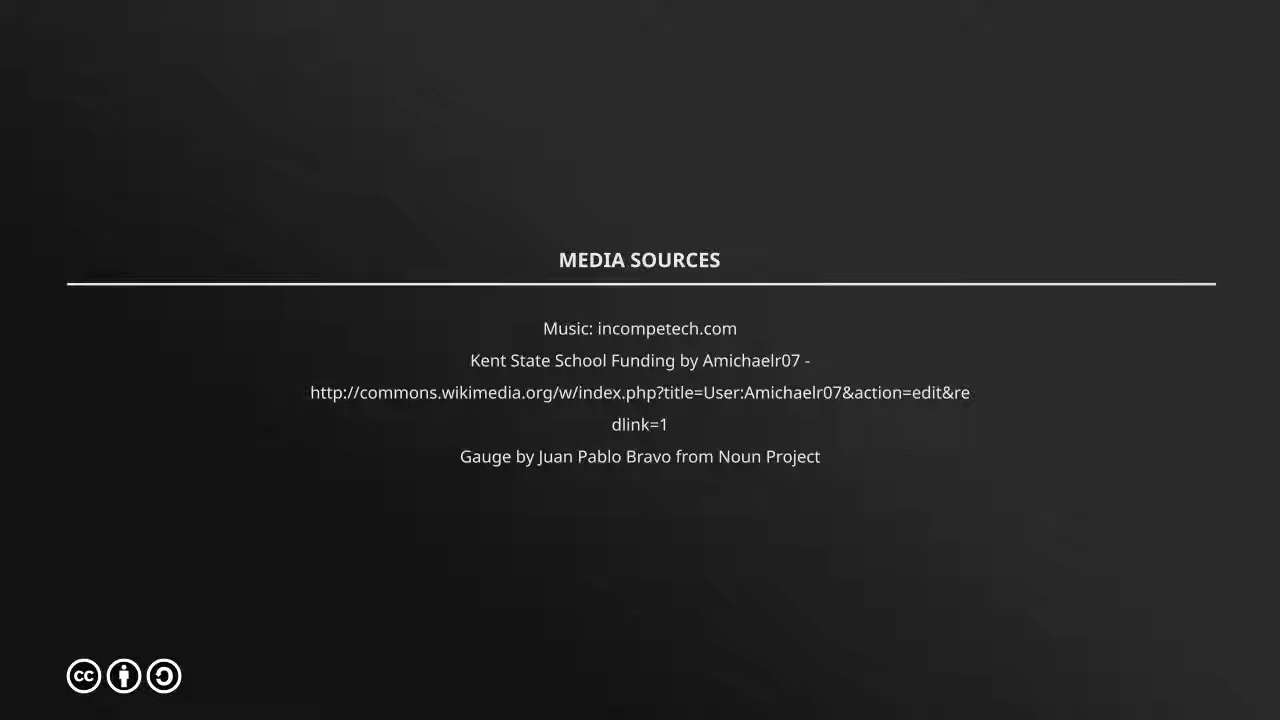 MEDIA SOURCES
Music: incompetech.com
Kent State School Funding by Amichaelr07 -
http://commons.wikimedia.org/w/index.php?title=User:Amichaelr07&action=edit&re
dlink=1
Gauge by Juan Pablo Bravo from Noun Project
cc